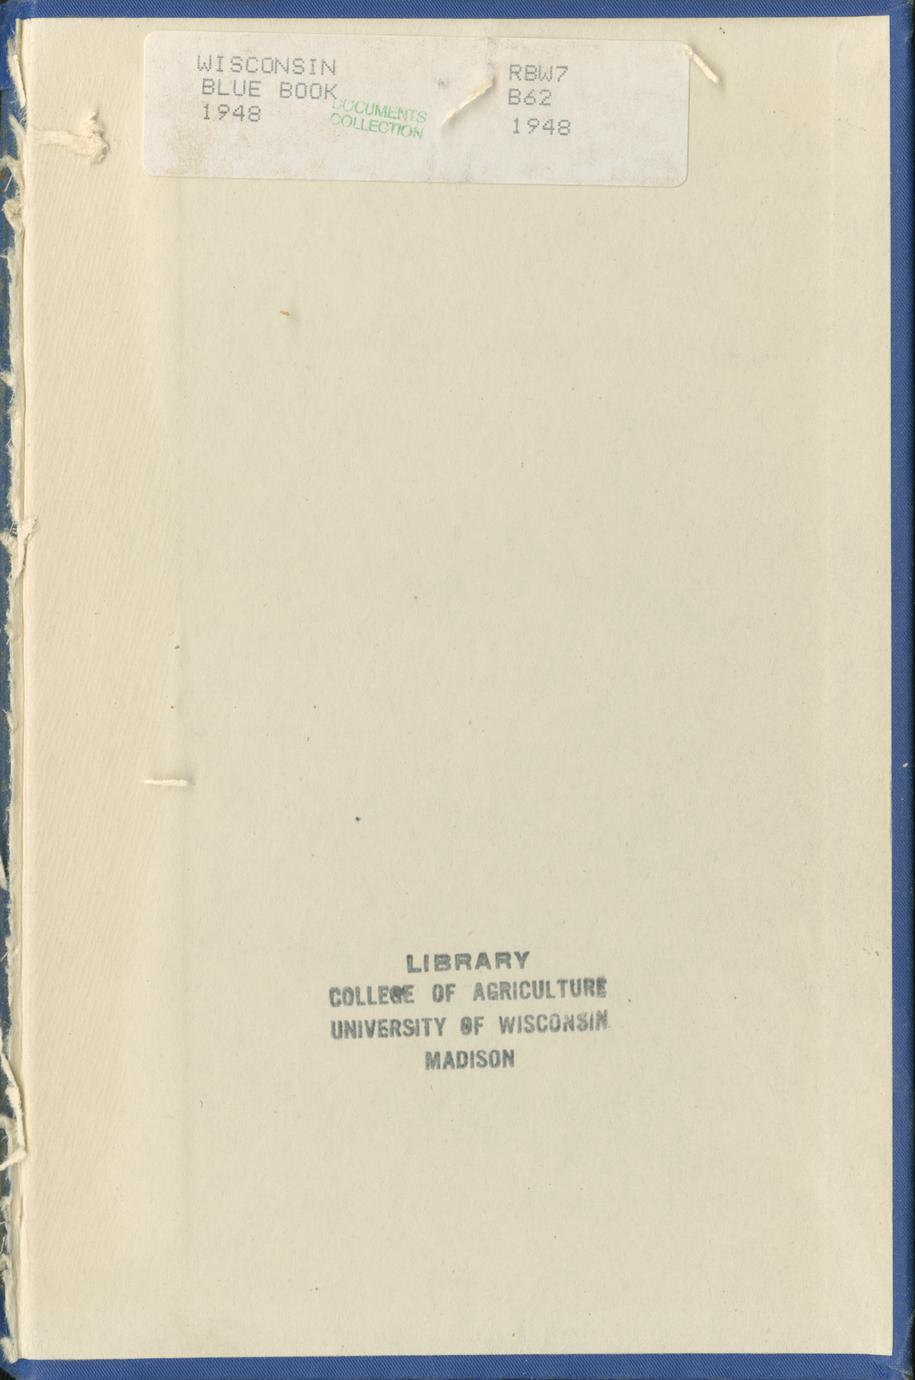 WISCONSIN
BLUE BOOK
1948
DOCUMENTS
COLLECTION
RBW7
B62
1948
LIBRARY
COLLEGE OF AGRICULTURE
UNIVERSITY OF WISCONSIN
MADISON